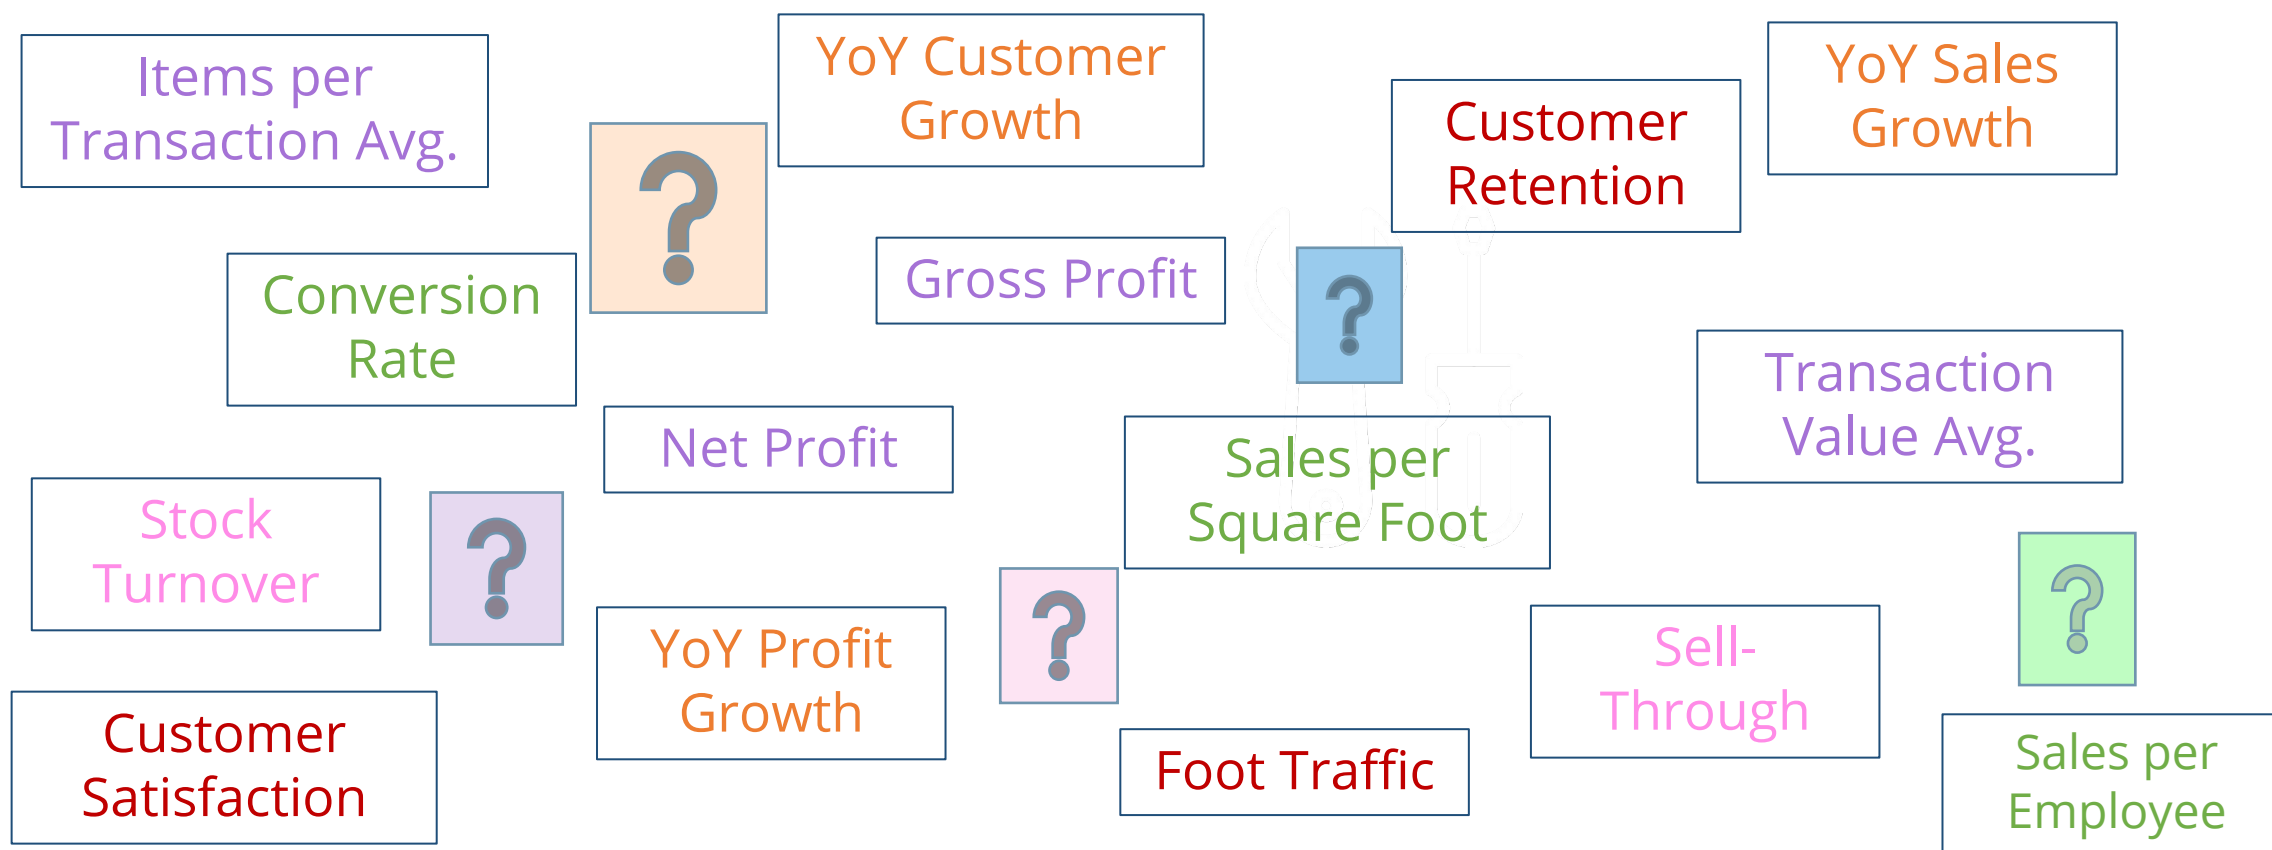 Items per
Transaction Avg.
YoY Customer
Growth
Customer
Retention
YoY Sales
Growth
?
Conversion
Rate
Gross Profit
?
Transaction
Value Avg.
Net Profit
Sales per
Square Foot
Stock
Turnover
?
YoY Profit
Growth
?
Sell-
Through
?
Customer
Satisfaction
Foot Traffic
Sales per
Employee